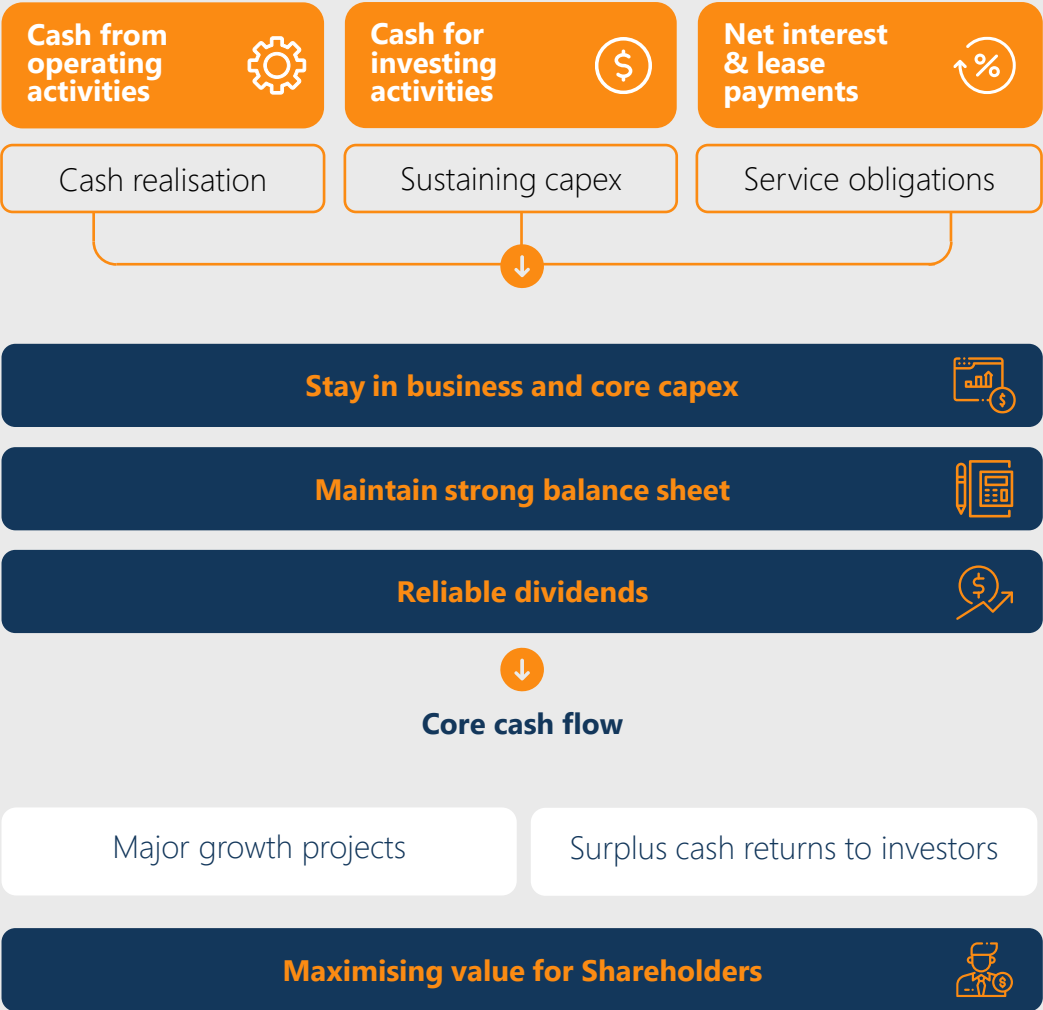 Cash from
operating
activities
Cash for
investing
activities
$
Net interest
& lease
payments
%
Cash realisation
Sustaining capex
Service obligations
Stay in business and core capex
$
Maintain strong balance sheet
Reliable dividends
$
Core cash flow
Major growth projects
Surplus cash returns to investors
Maximising value for Shareholders
$